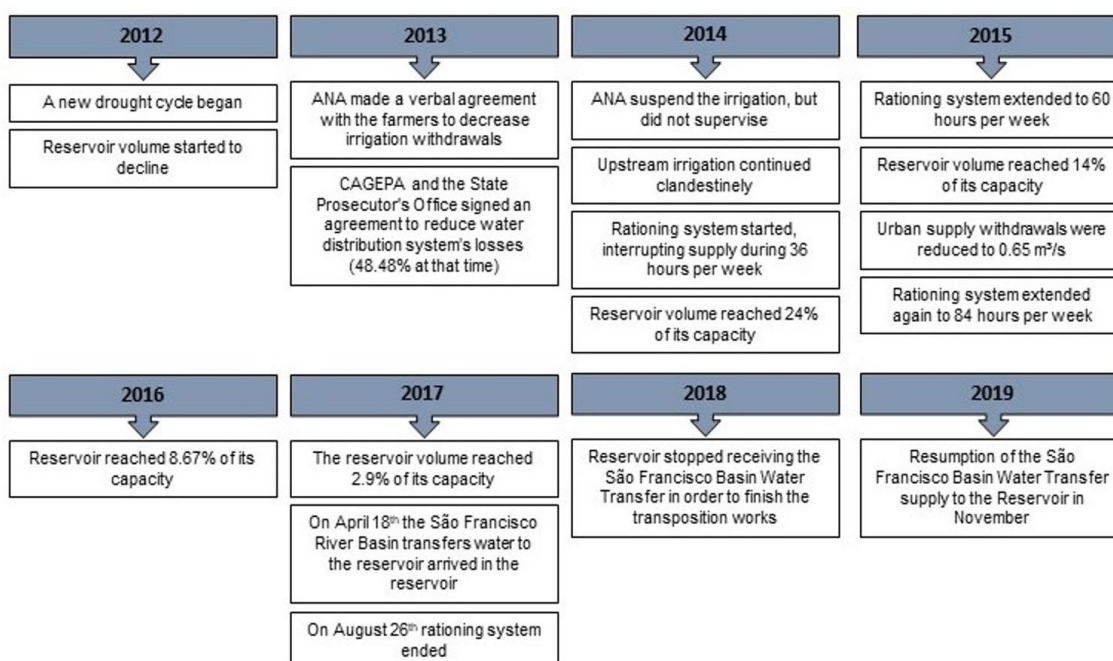 2012
A new drought cycle began
Reservoir volume started to
decline
2013
ANA made a verbal agreement
with the farmers to decrease
irrigation withdrawals
CAGEPA and the State
Prosecutor's Office signed an
agreement to reduce water
distribution system's losses
(48.48% at that time)
2014
ANA suspend the irrigation, but
did not supervise
Upstream irrigation continued
clandestinely
Rationing system started,
interrupting supply during 36
hours per week
Reservoir volume reached 24%
of its capacity
2015
Rationing system extended to 60
hours per week
Reservoir volume reached 14%
of its capacity
Urban supply withdrawals were
reduced to 0.65 m³/s
Rationing system extended
again to 84 hours per week
2016
Reservoir reached 8.67% of its
capacity
2017
The reservoir volume reached
2.9% of its capacity
On April 18th the São Francisco
River Basin transfers water to
the reservoir arrived in the
reservoir
On August 26th rationing system
ended
2018
Reservoir stopped receiving the
São Francisco Basin Water
Transfer in order to finish the
transposition works
2019
Resumption of the São
Francisco Basin Water Transfer
supply to the Reservoir in
November